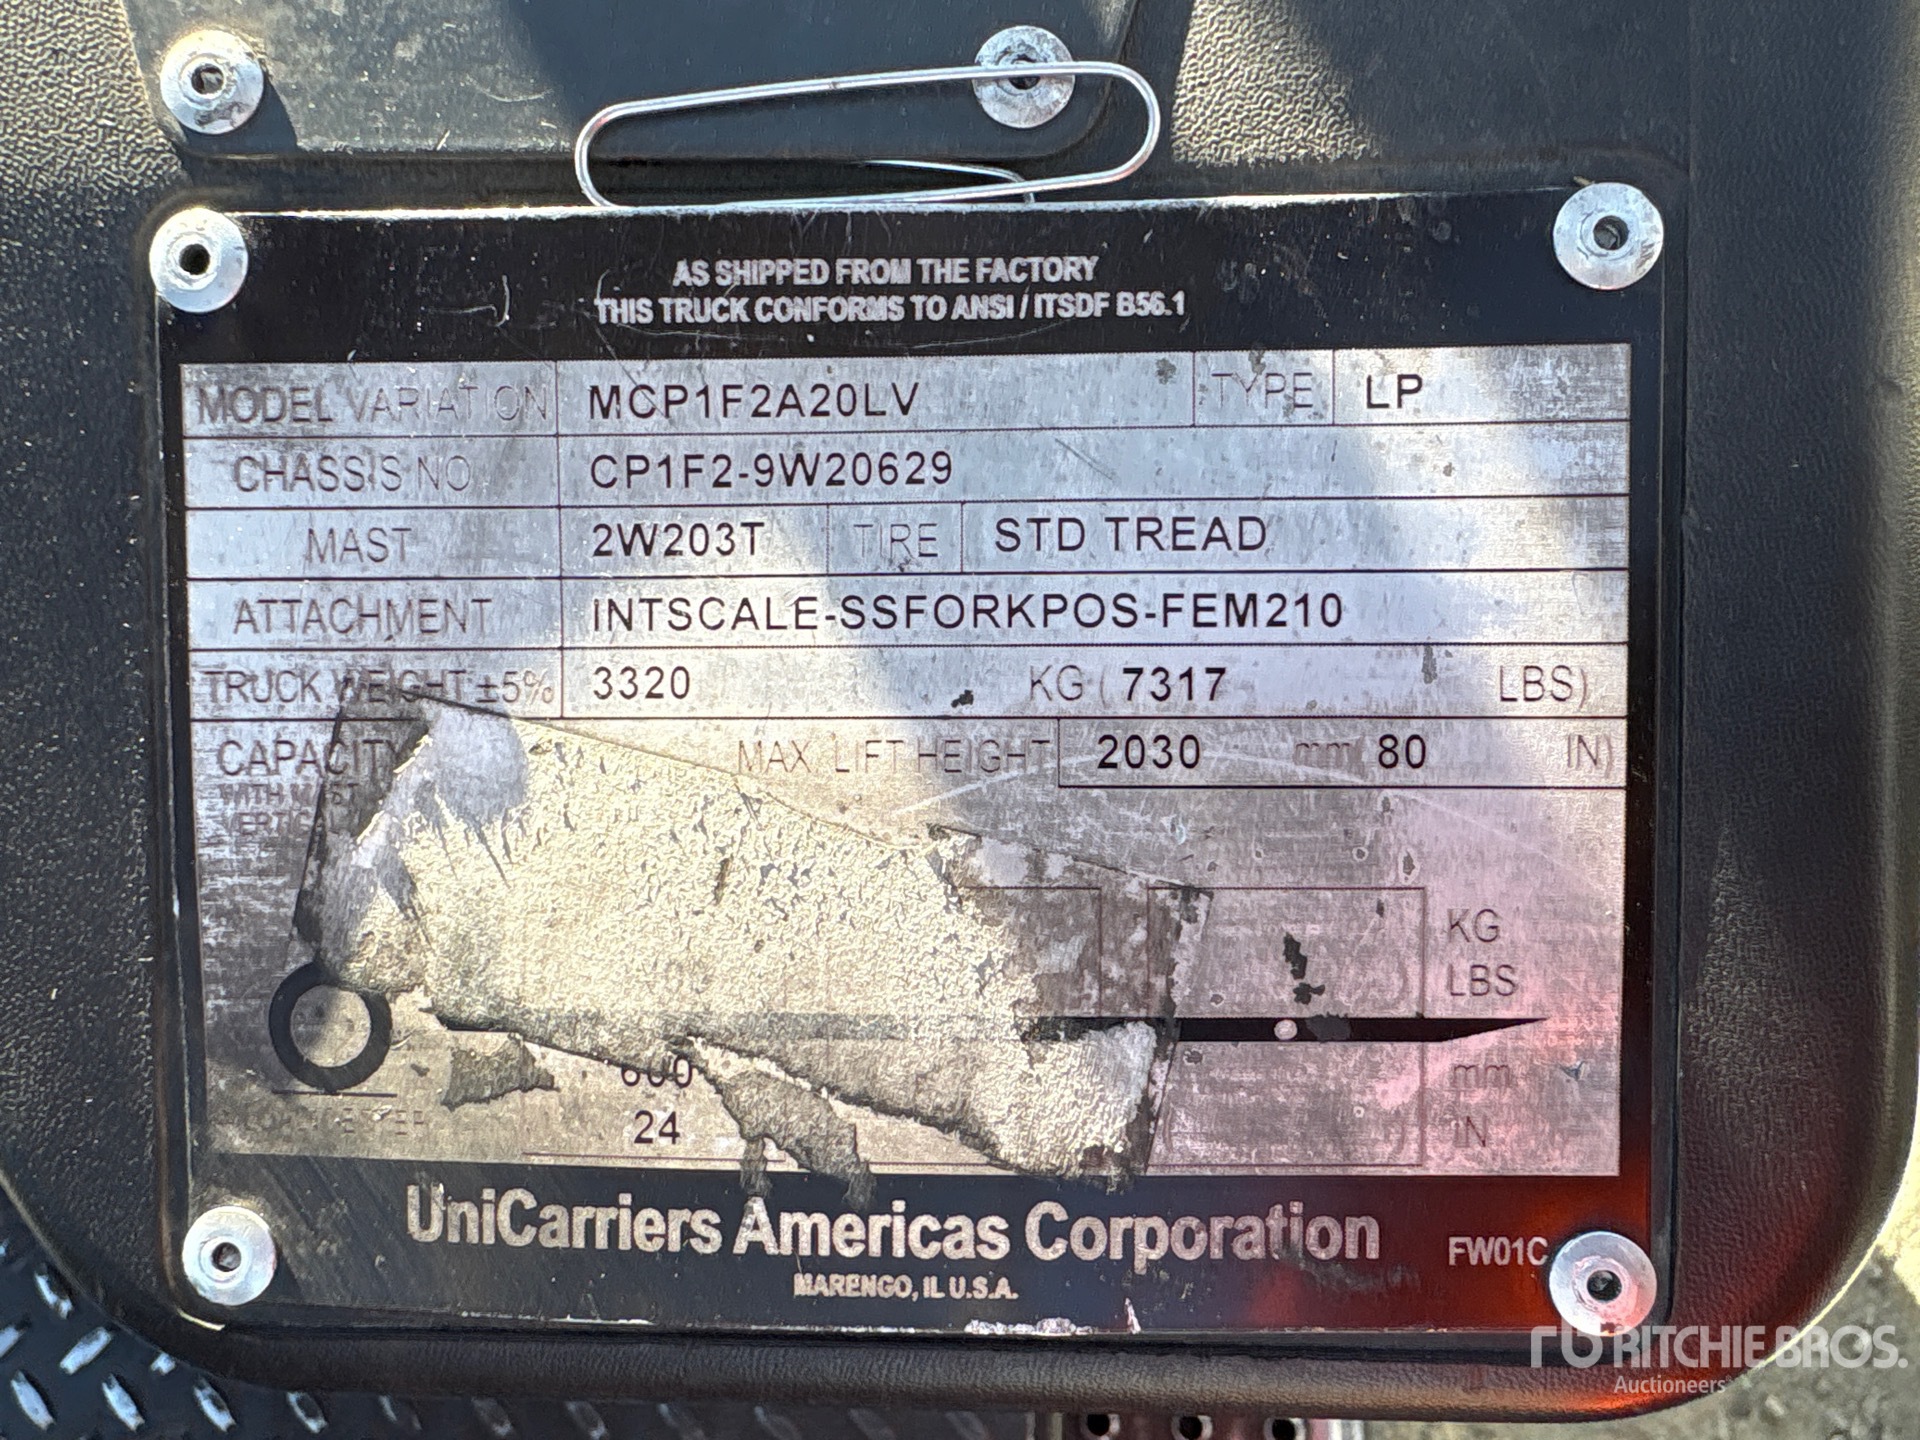 AS SHIPPED FROM THE FACTORY
THIS TRUCK CONFORMS TO ANSI / ITSDF B56.1
MODEL VARIATION MCP1F2A20LV TYPE LP
CHASSIS NO. CP1F2-9W20629
MAST 2W203T TIRE STD TREAD
ATTACHMENT INTSCALE-SSFORKPOS-FEM210
TRUCK WEIGHT ±5% 3320 KG ( 7317 LBS)
CAPACITY MAX. LIFT HEIGHT 2030 mm( 80 IN)
WITH MAST
KG
LBS
600 mm
24 IN
UniCarriers Americas Corporation FW01C
MARENGO, IL U.S.A.
RITCHIE BROS.
Auctioneers